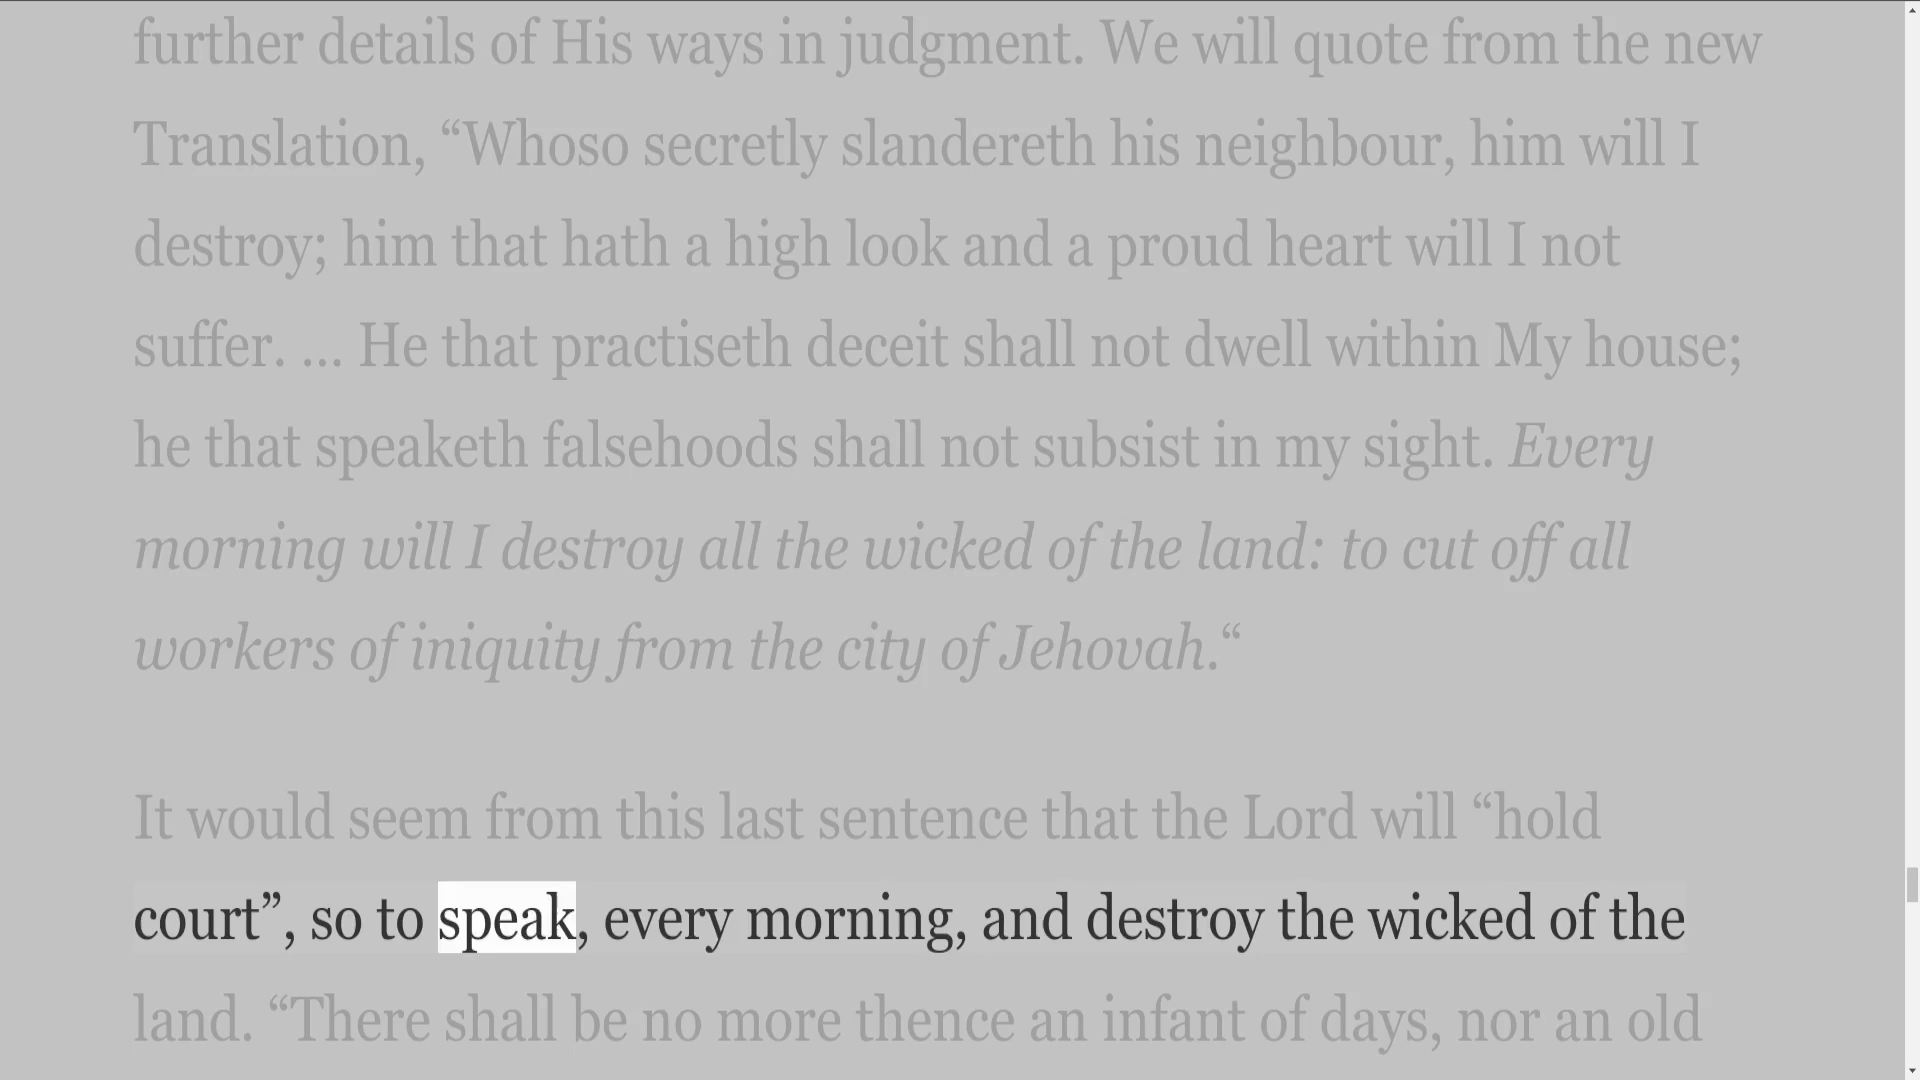 further details of His ways in judgment. We will quote from the new
Translation, “Whoso secretly slandereth his neighbour, him will I
destroy; him that hath a high look and a proud heart will I not
suffer. ... He that practiseth deceit shall not dwell within My house;
he that speaketh falsehoods shall not subsist in my sight. Every
morning will I destroy all the wicked of the land: to cut off all
workers of iniquity from the city of Jehovah.“
It would seem from this last sentence that the Lord will “hold
court”, so to speak, every morning, and destroy the wicked of the
land. “There shall be no more thence an infant of days, nor an old